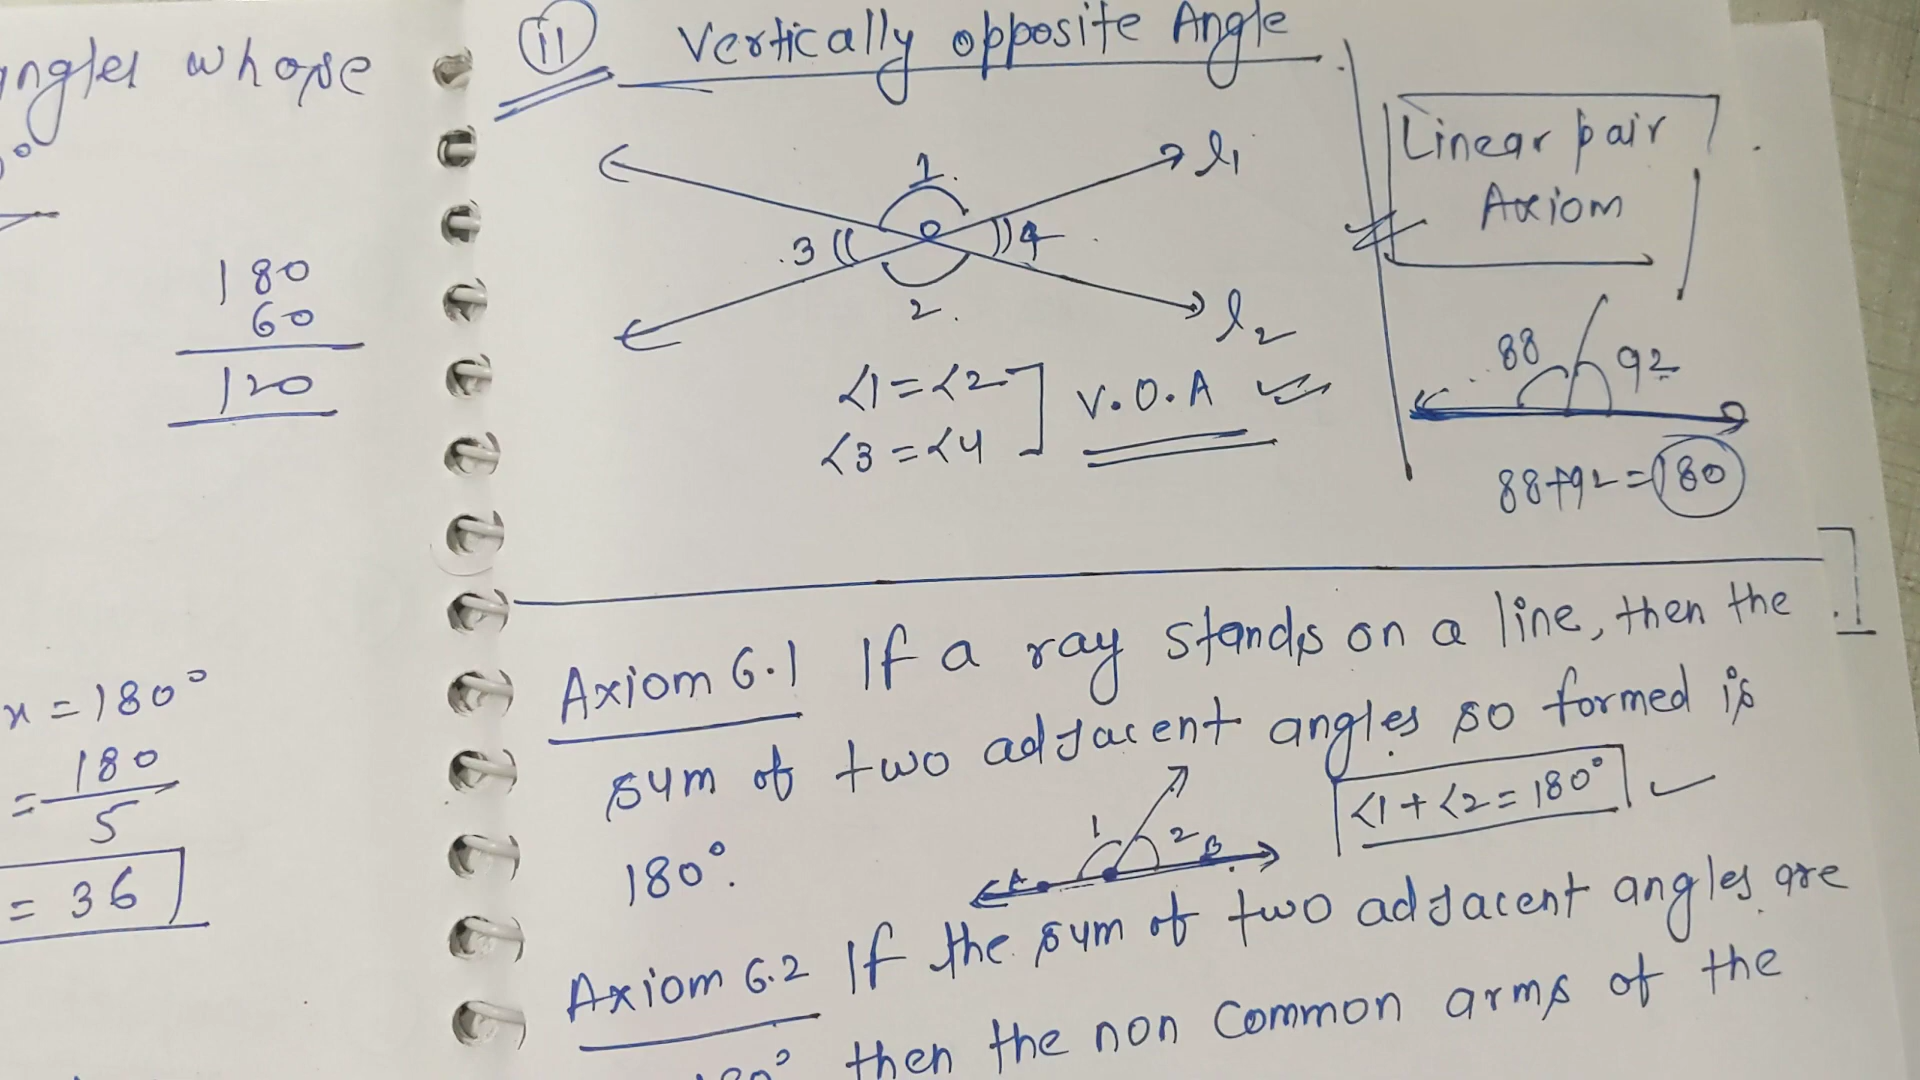 whose
180
60
120
x = 180°
= 180
5
= 36
(ii) Vertically opposite Angle
1.
l1
.3
O
4
2.
l2
∠1 = ∠2
V.O.A
∠3 = ∠4
Linear pair
Axiom
88
92
88+92 = 180
Axiom 6.1 If a ray stands on a line, then the
sum of two adjacent angles so formed is
180°.
1
2
A
B
∠1 + ∠2 = 180°
Axiom 6.2 If the sum of two adjacent angles are
180° then the non common arms of the